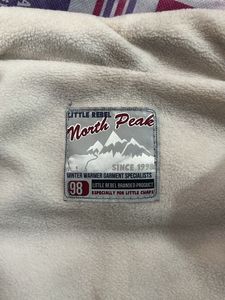 LITTLE REBEL
North Peak
SINCE 1998
WINTER WARMER GARMENT SPECIALISTS
98
LITTLE REBEL BRANDED PRODUCT
ESPECIALLY FOR LITTLE CHAPS